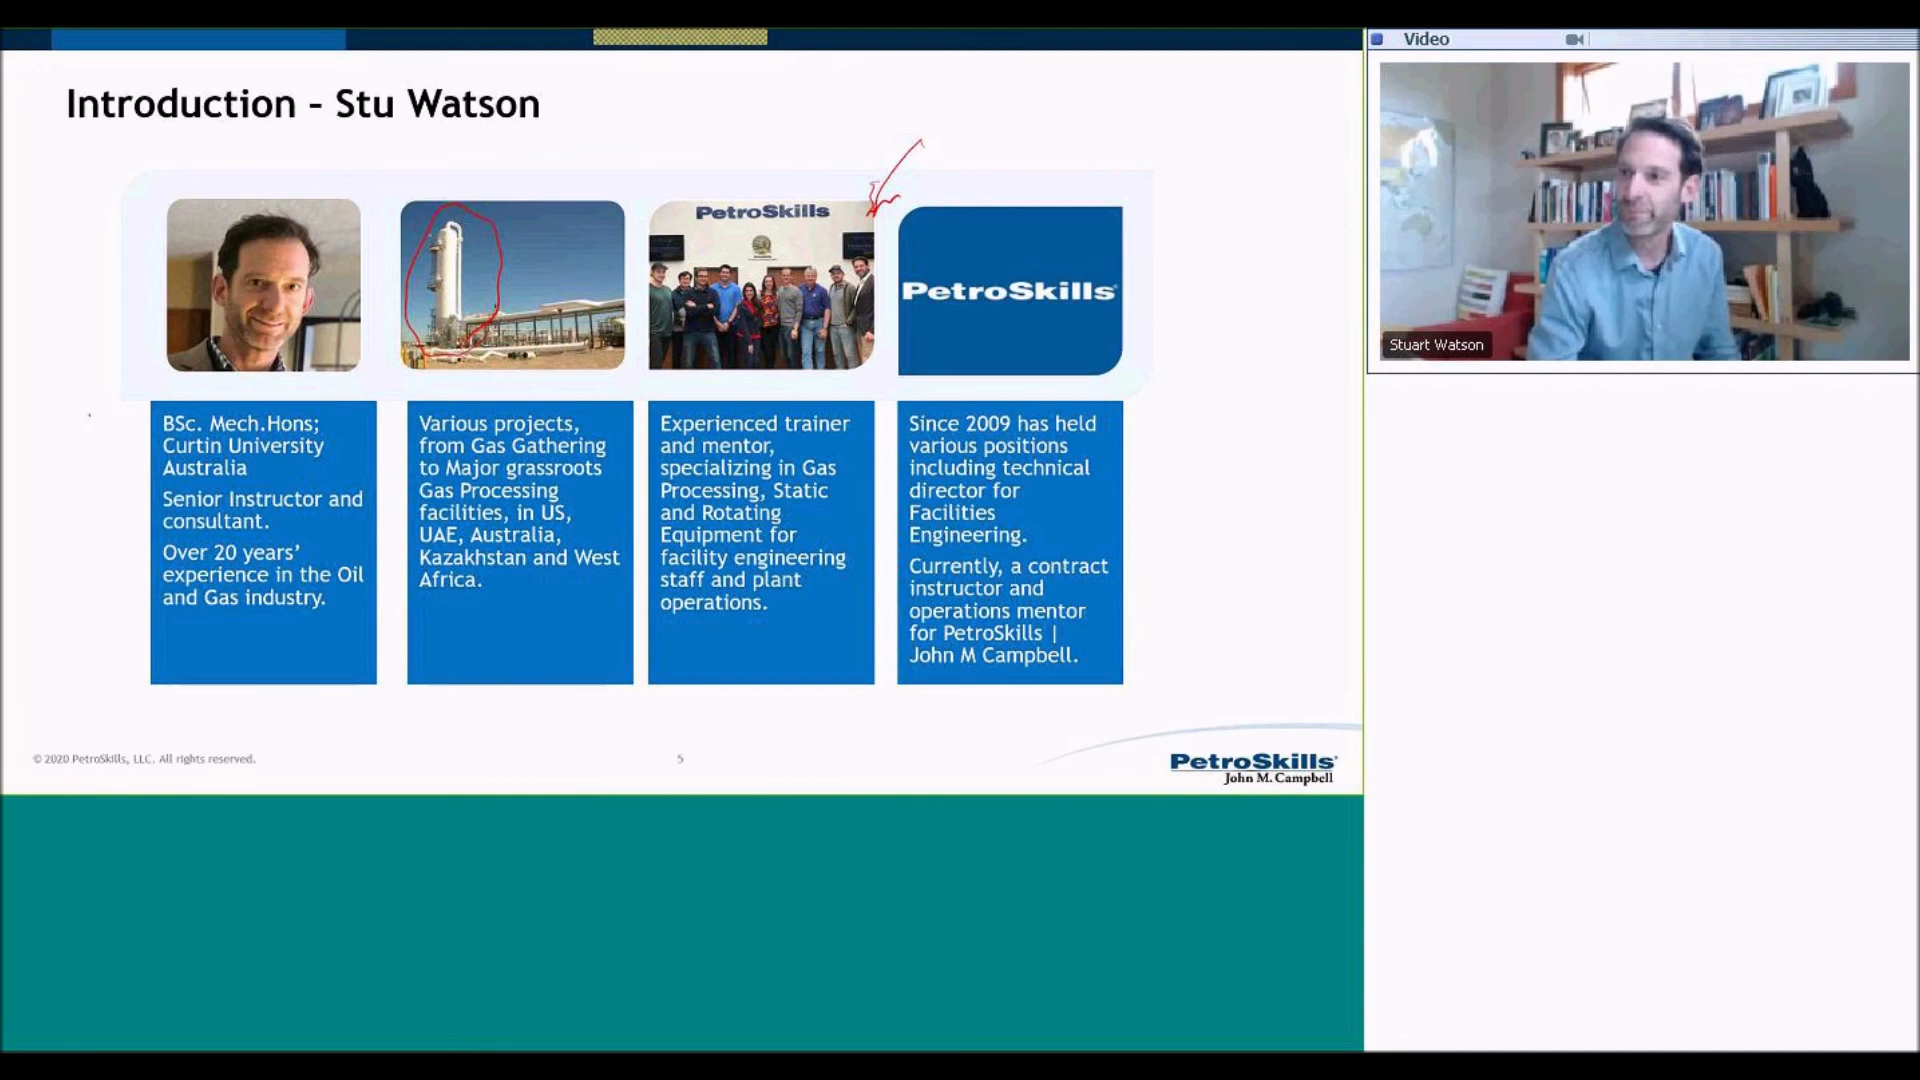 Video
Introduction – Stu Watson
PetroSkills
PetroSkills
Stuart Watson
BSc. Mech.Hons;
Curtin University
Australia
Senior Instructor and
consultant.
Over 20 years’
experience in the Oil
and Gas industry.
Various projects,
from Gas Gathering
to Major grassroots
Gas Processing
facilities, in US,
UAE, Australia,
Kazakhstan and West
Africa.
Experienced trainer
and mentor,
specializing in Gas
Processing, Static
and Rotating
Equipment for
facility engineering
staff and plant
operations.
Since 2009 has held
various positions
including technical
director for
Facilities
Engineering.
Currently, a contract
instructor and
operations mentor
for PetroSkills |
John M Campbell.
© 2020 PetroSkills, LLC. All rights reserved.
5
PetroSkills
John M. Campbell